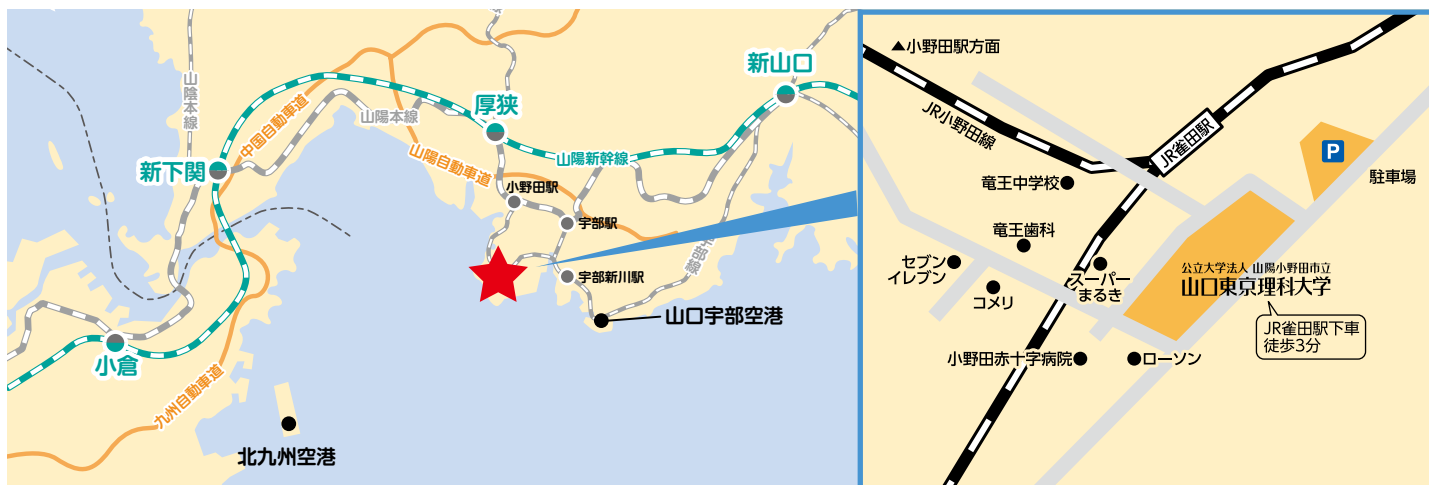 山陰本線
中国自動車道
山陽本線
厚狭
新山口
新下関
山陽自動車道
山陽新幹線
小野田駅
宇部駅
宇部線
宇部新川駅
山口宇部空港
小倉
九州自動車道
北九州空港
▲小野田駅方面
JR小野田線
JR雀田駅
P
駐車場
竜王中学校
竜王歯科
セブン
イレブン
コメリ
スーパー
まるき
公立大学法人 山陽小野田市立
山口東京理科大学
JR雀田駅下車
徒歩3分
小野田赤十字病院
ローソン